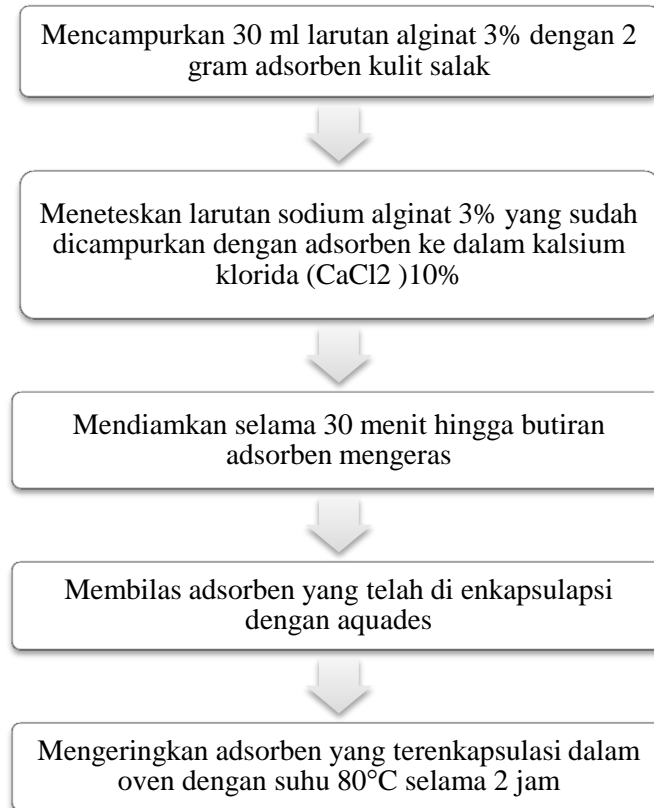 Mencampurkan 30 ml larutan alginat 3% dengan 2
gram adsorben kulit salak
Meneteskan larutan sodium alginat 3% yang sudah
dicampurkan dengan adsorben ke dalam kalsium
klorida (CaCl2 )10%
Mendiamkan selama 30 menit hingga butiran
adsorben mengeras
Membilas adsorben yang telah di enkapsulapsi
dengan aquades
Mengeringkan adsorben yang terenkapsulasi dalam
oven dengan suhu 80°C selama 2 jam